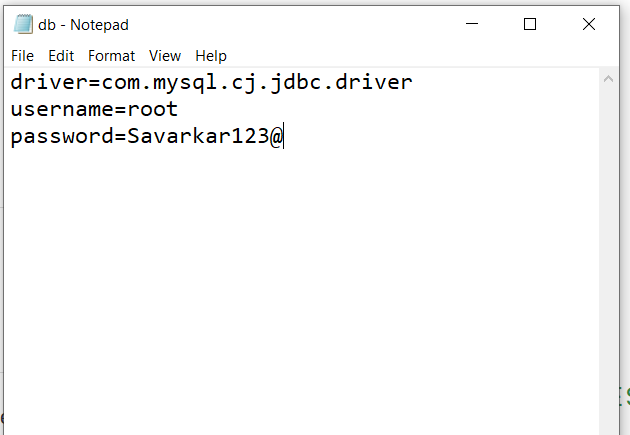 db - Notepad
File Edit Format View Help
driver=com.mysql.cj.jdbc.driver
username=root
password=Savarkar123@